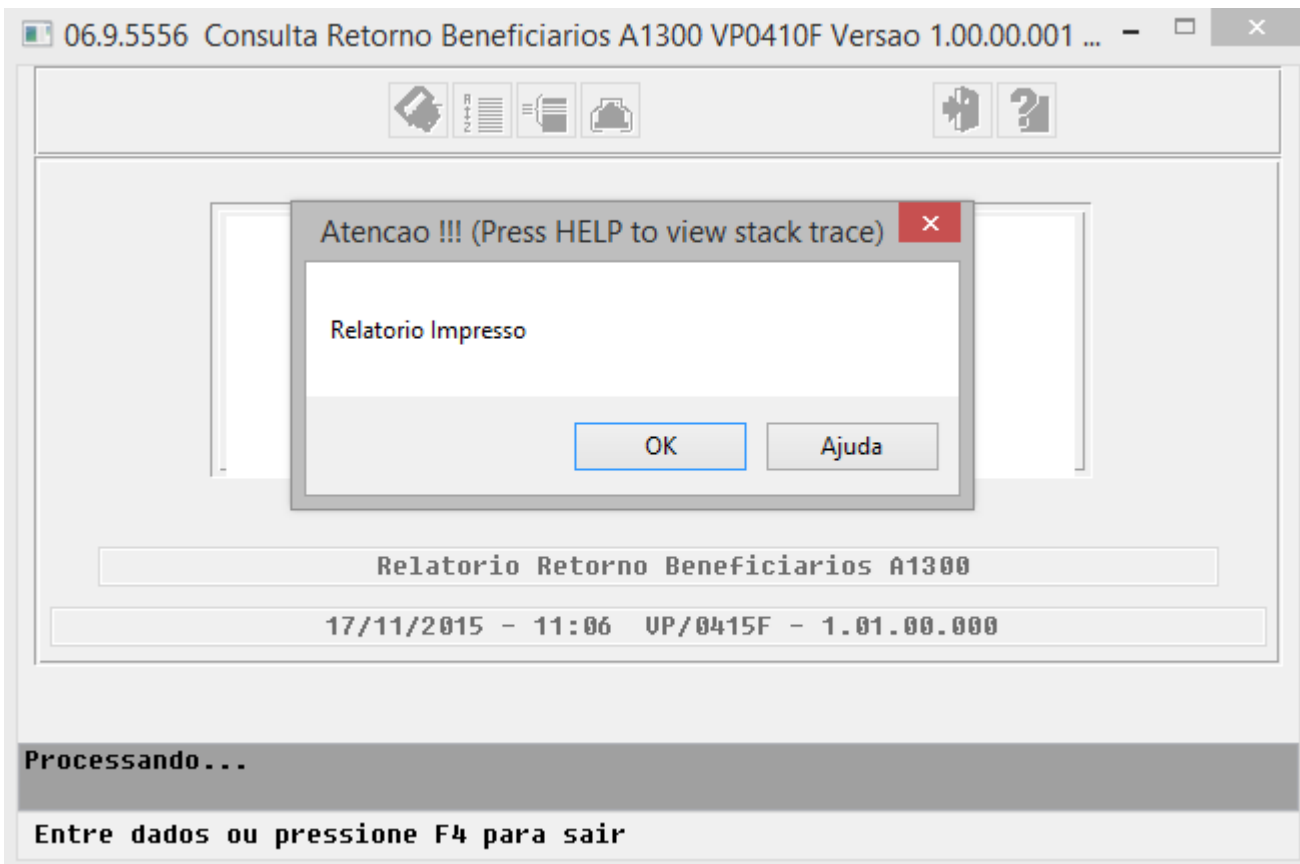 06.9.5556 Consulta Retorno Beneficiarios A1300 VP0410F Versao 1.00.00.001 ...
Atencao !!! (Press HELP to view stack trace)
Relatorio Impresso
OK Ajuda
Relatorio Retorno Beneficiarios A1300
17/11/2015 - 11:06 VP/0415F - 1.01.00.000
Processando...
Entre dados ou pressione F4 para sair